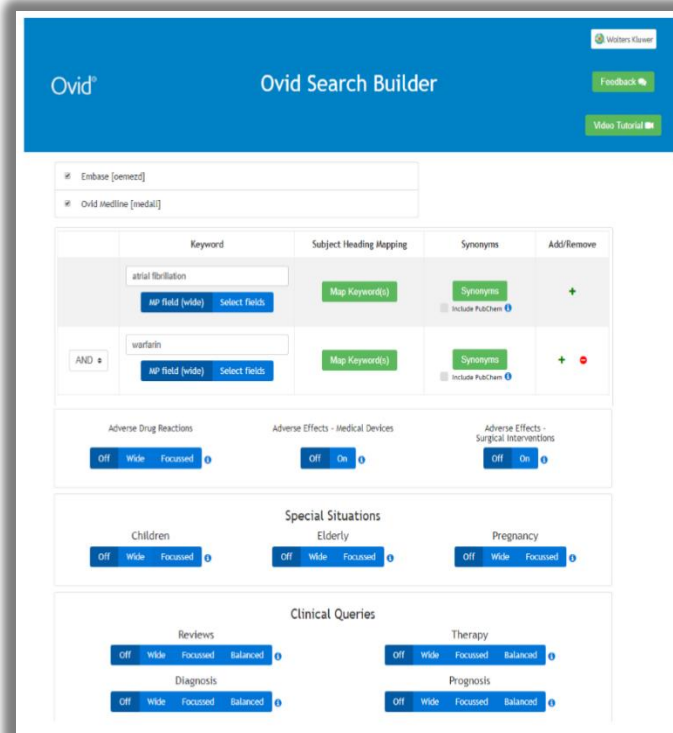 Wolters Kluwer
Ovid®
Ovid Search Builder
Feedback
Video Tutorial
Embase [oemezd]
Ovid Medline [medall]
Keyword Subject Heading Mapping Synonyms Add/Remove
atrial fibrillation
MP field (wide) Select fields Map Keyword(s) Synonyms
Include PubChem
warfarin
AND MP field (wide) Select fields Map Keyword(s) Synonyms
Include PubChem
Adverse Drug Reactions Adverse Effects - Medical Devices Adverse Effects -
Surgical Interventions
Off Wide Focussed Off On Off On
Special Situations
Children Elderly Pregnancy
Off Wide Focussed Off Wide Focussed Off Wide Focussed
Clinical Queries
Reviews Therapy
Off Wide Focussed Balanced Off Wide Focussed Balanced
Diagnosis Prognosis
Off Wide Focussed Balanced Off Wide Focussed Balanced